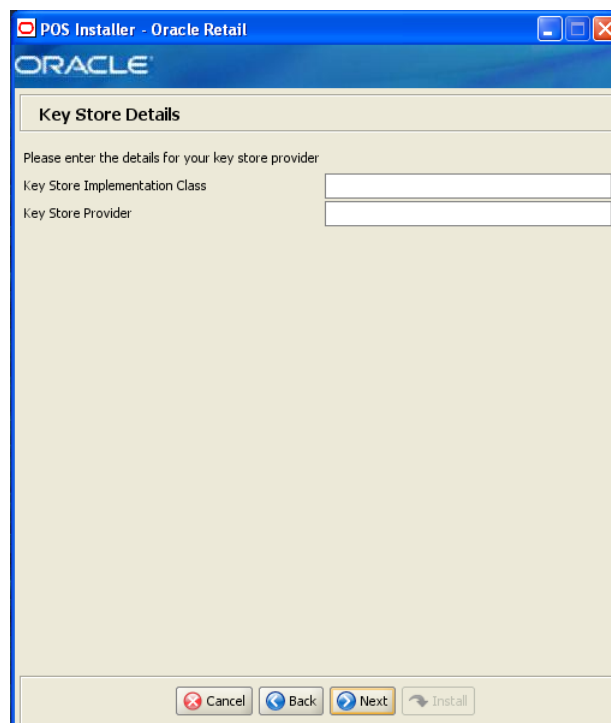 POS Installer - Oracle Retail
ORACLE
Key Store Details
Please enter the details for your key store provider
Key Store Implementation Class
Key Store Provider
Cancel Back Next Install